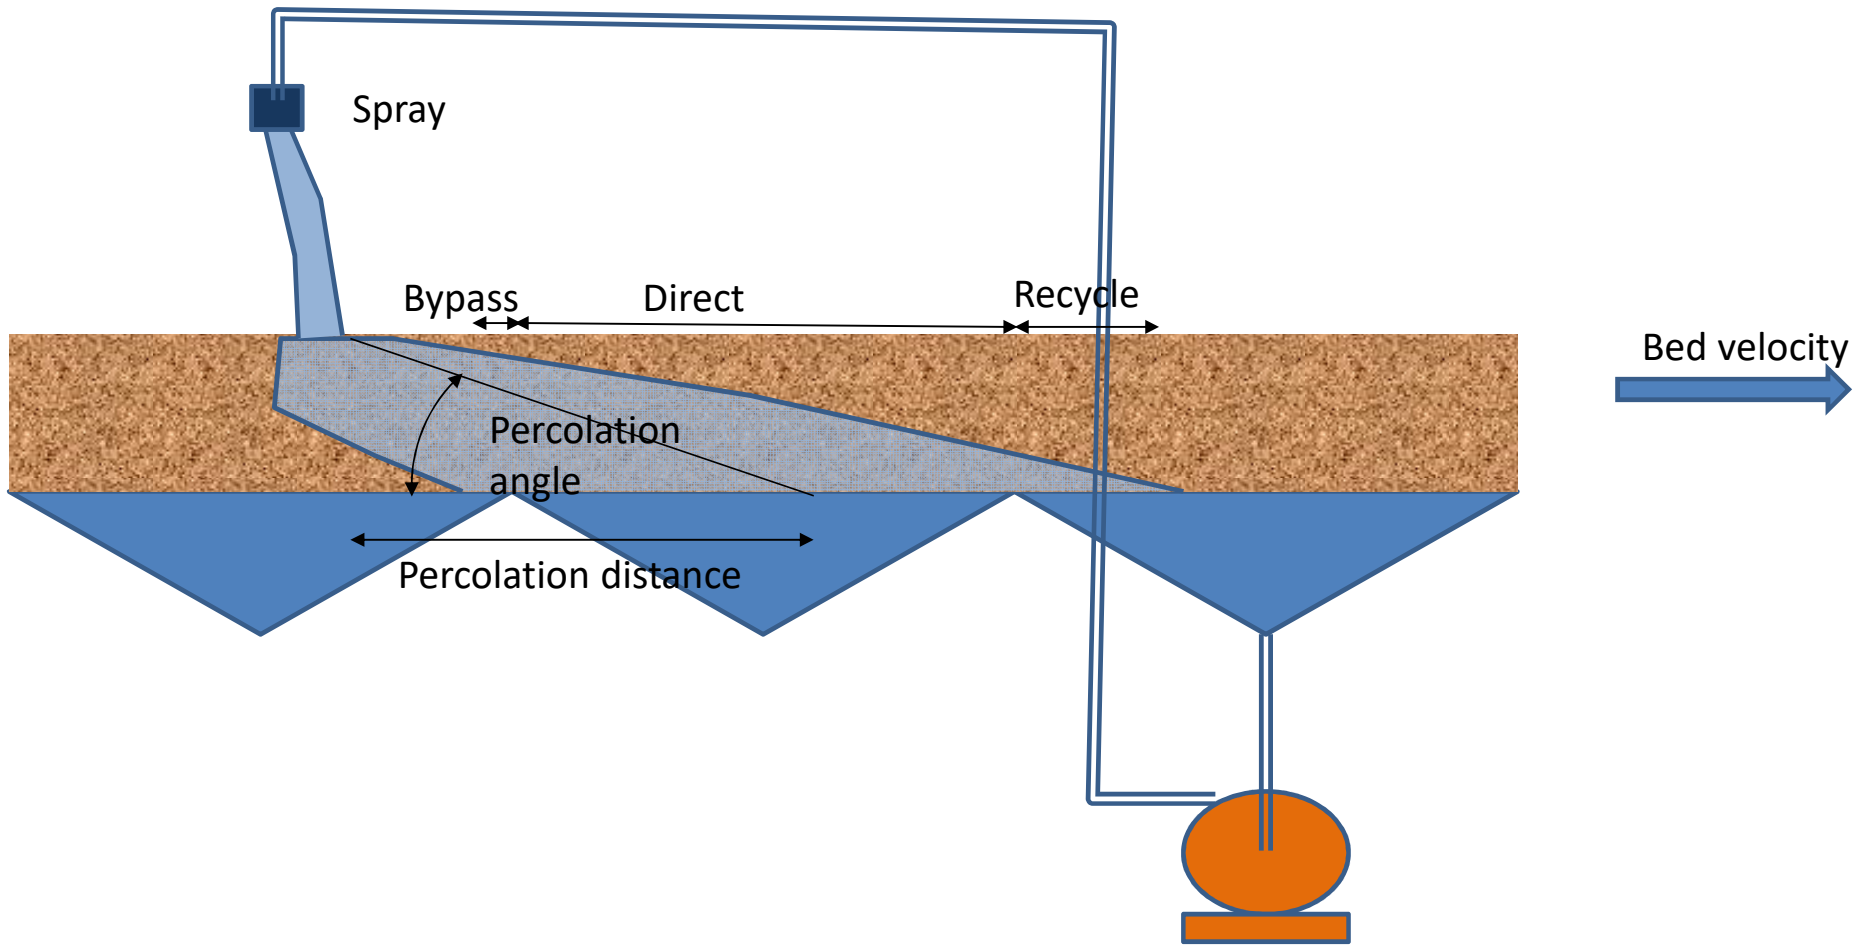 Spray
Bypass
Direct
Recycle
Bed velocity
Percolation
angle
Percolation distance